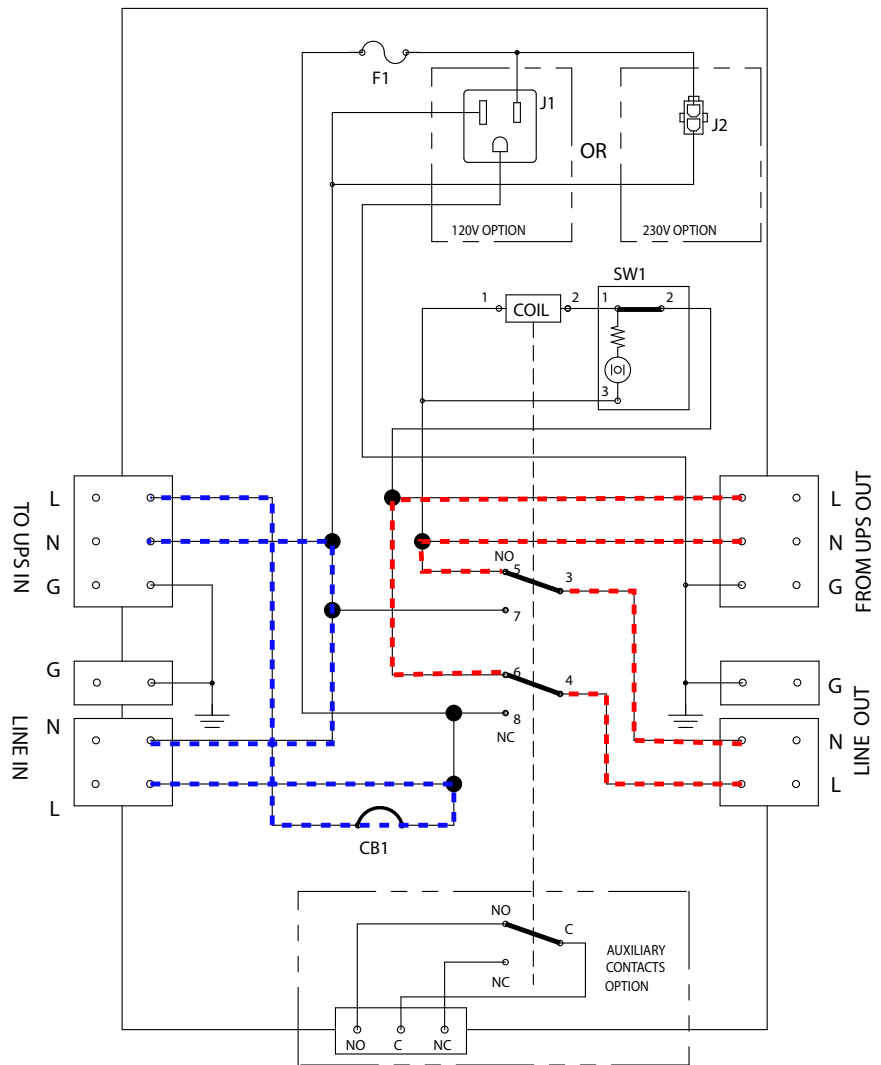 F1
J1
J2
OR
120V OPTION
230V OPTION
SW1
1
COIL
2
1
2
3
TO UPS IN
L
N
G
L
N
G
FROM UPS OUT
NO
5
3
7
6
4
8
NC
G
N
L
LINE IN
G
N
L
LINE OUT
CB1
NO
C
NC
AUXILIARY
CONTACTS
OPTION
NO
C
NC